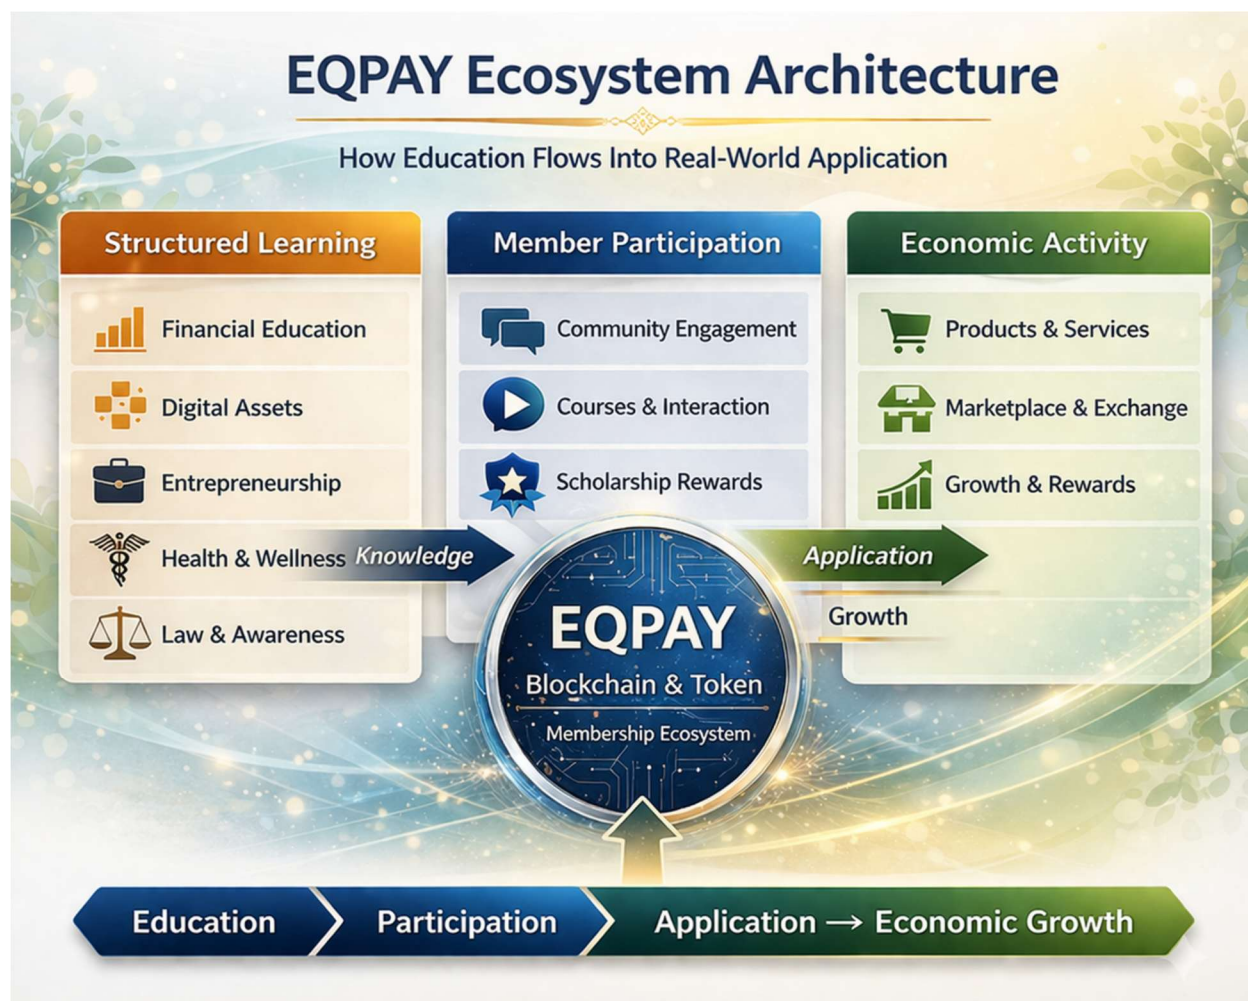 EQPAY Ecosystem Architecture
How Education Flows Into Real-World Application
Structured Learning
Financial Education
Digital Assets
Entrepreneurship
Health & Wellness
Law & Awareness
Knowledge
Member Participation
Community Engagement
Courses & Interaction
Scholarship Rewards
EQPAY
Blockchain & Token
Membership Ecosystem
Economic Activity
Products & Services
Marketplace & Exchange
Growth & Rewards
Application
Growth
Education
Participation
Application → Economic Growth